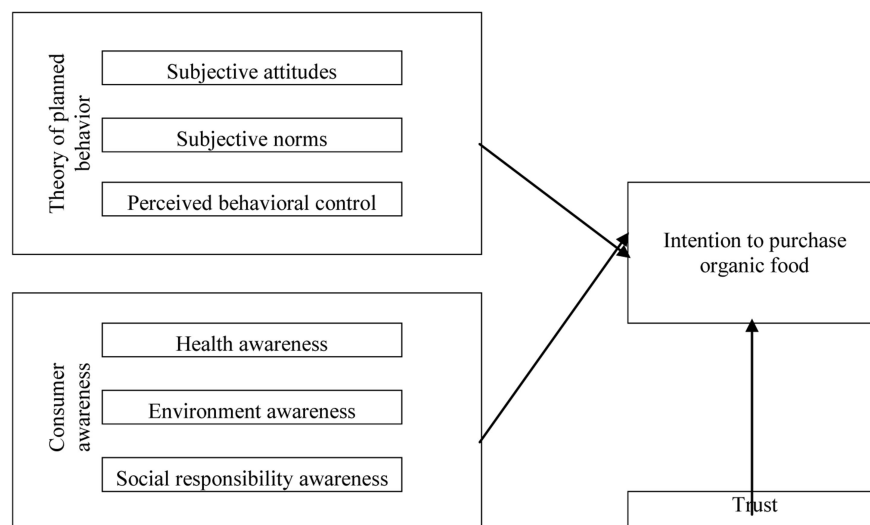 Theory of planned
behavior
Subjective attitudes
Subjective norms
Perceived behavioral control
Consumer
awareness
Health awareness
Environment awareness
Social responsibility awareness
Intention to purchase
organic food
Trust